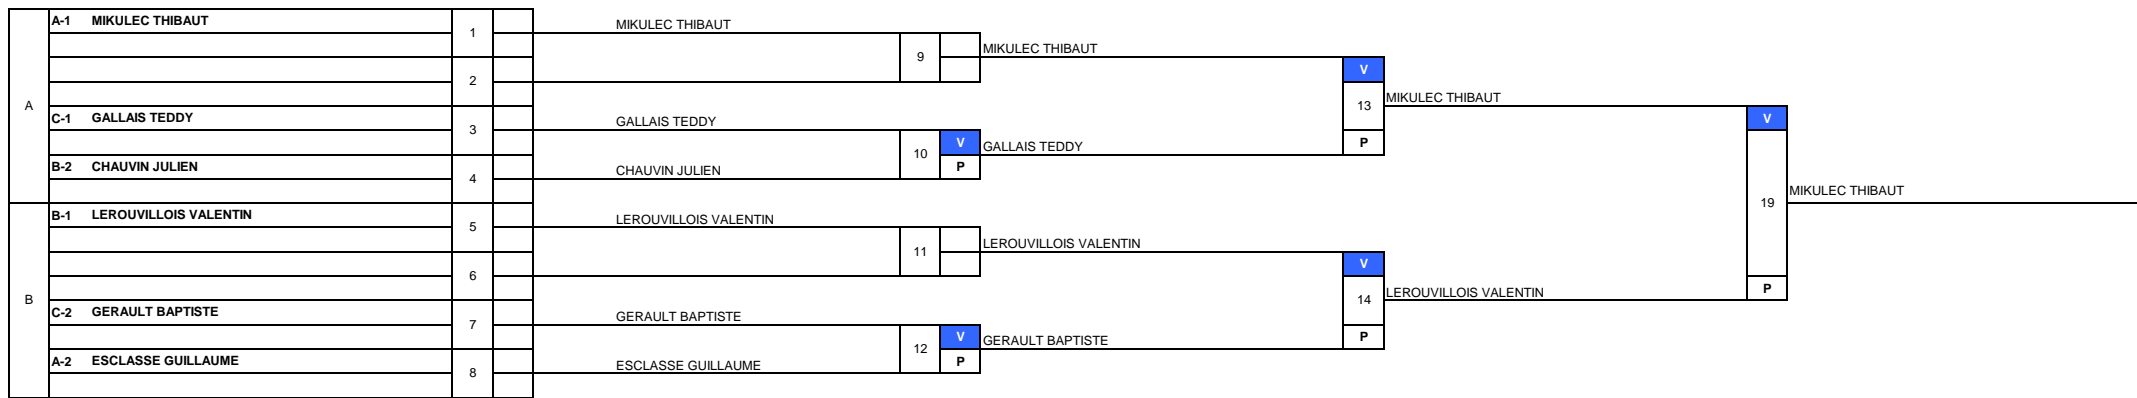 A
A-1 MIKULEC THIBAUT
1
2
C-1 GALLAIS TEDDY
3
B-2 CHAUVIN JULIEN
4
B
B-1 LEROUVILLOIS VALENTIN
5
6
C-2 GERAULT BAPTISTE
7
A-2 ESCLASSE GUILLAUME
8
MIKULEC THIBAUT
9
GALLAIS TEDDY
10 V
CHAUVIN JULIEN
P
LEROUVILLOIS VALENTIN
11
GERAULT BAPTISTE
12 V
ESCLASSE GUILLAUME
P
MIKULEC THIBAUT
V
13
GALLAIS TEDDY
P
LEROUVILLOIS VALENTIN
V
14
GERAULT BAPTISTE
P
MIKULEC THIBAUT
V
19
LEROUVILLOIS VALENTIN
P
MIKULEC THIBAUT